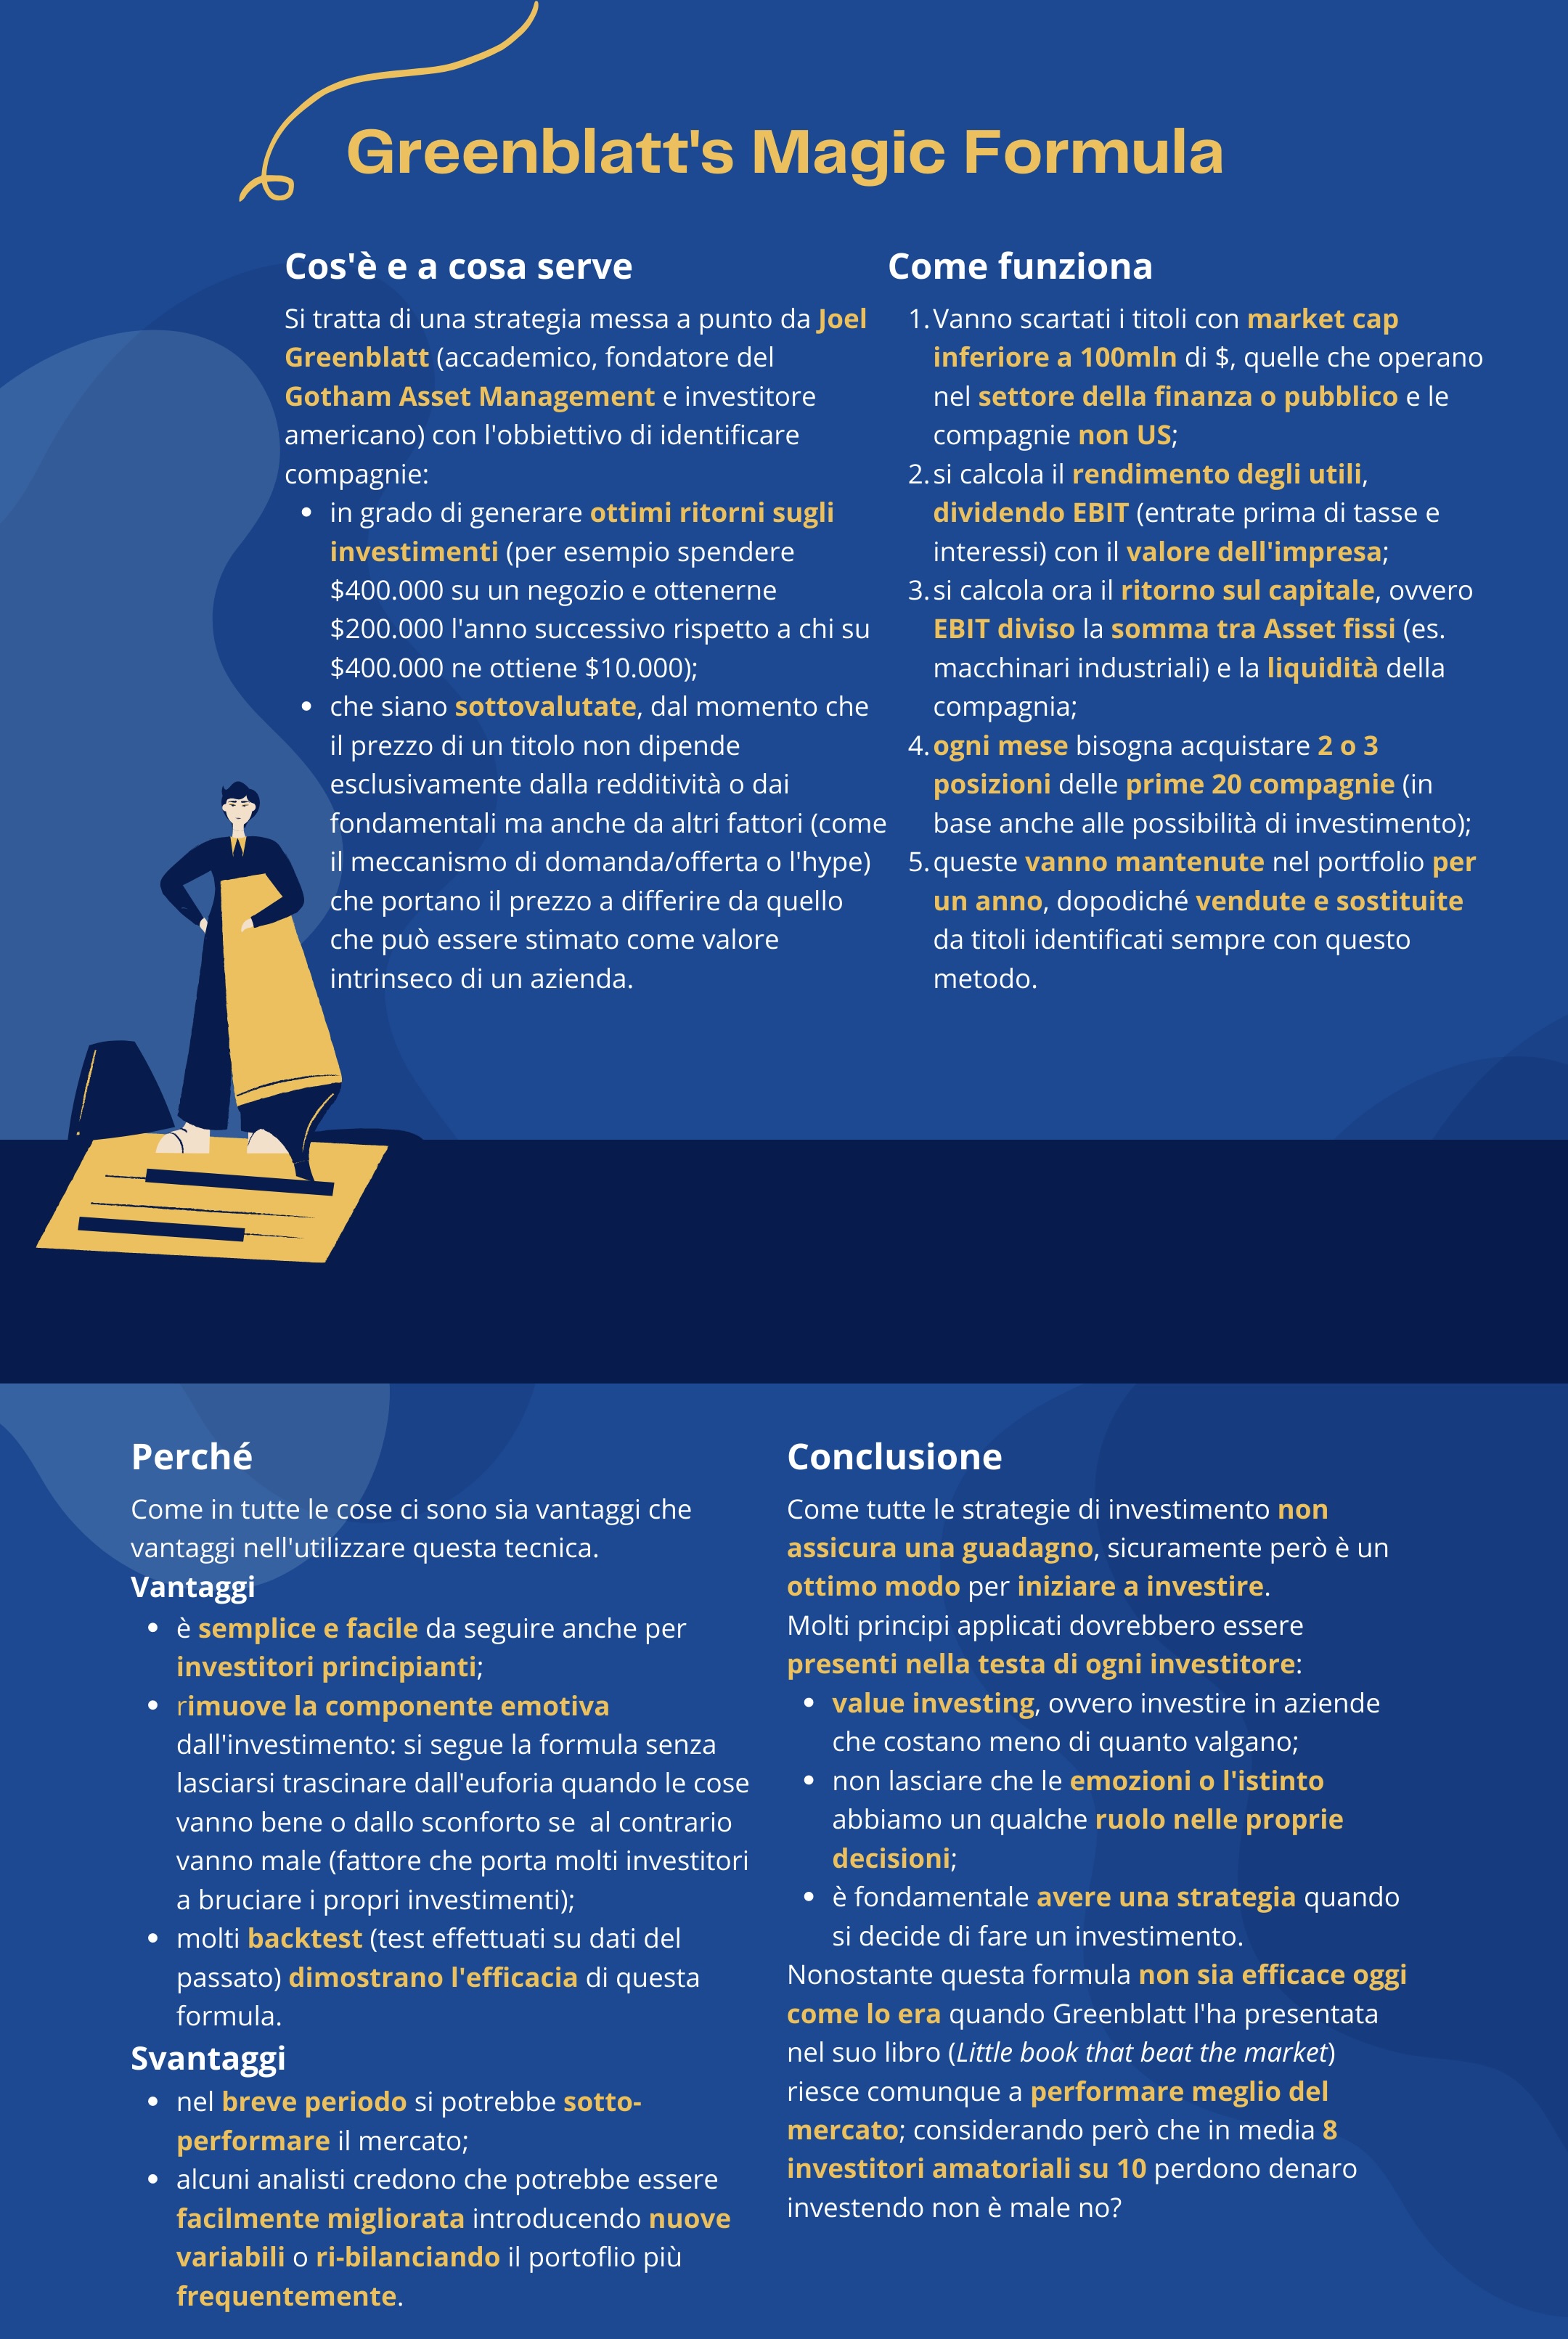 Greenblatt's Magic Formula
Cos'è e a cosa serve
Si tratta di una strategia messa a punto da Joel
Greenblatt (accademico, fondatore del
Gotham Asset Management e investitore
americano) con l'obbiettivo di identificare
compagnie:
• in grado di generare ottimi ritorni sugli
investimenti (per esempio spendere
$400.000 su un negozio e ottenerne
$200.000 l'anno successivo rispetto a chi su
$400.000 ne ottiene $10.000);
• che siano sottovalutate, dal momento che
il prezzo di un titolo non dipende
esclusivamente dalla redditività o dai
fondamentali ma anche da altri fattori (come
il meccanismo di domanda/offerta o l'hype)
che portano il prezzo a differire da quello
che può essere stimato come valore
intrinseco di un azienda.
Come funziona
1. Vanno scartati i titoli con market cap
inferiore a 100mln di $, quelle che operano
nel settore della finanza o pubblico e le
compagnie non US;
2. si calcola il rendimento degli utili,
dividendo EBIT (entrate prima di tasse e
interessi) con il valore dell'impresa;
3. si calcola ora il ritorno sul capitale, ovvero
EBIT diviso la somma tra Asset fissi (es.
macchinari industriali) e la liquidità della
compagnia;
4. ogni mese bisogna acquistare 2 o 3
posizioni delle prime 20 compagnie (in
base anche alle possibilità di investimento);
5. queste vanno mantenute nel portfolio per
un anno, dopodiché vendute e sostituite
da titoli identificati sempre con questo
metodo.
Perché
Come in tutte le cose ci sono sia vantaggi che
vantaggi nell'utilizzare questa tecnica.
Vantaggi
• è semplice e facile da seguire anche per
investitori principianti;
• rimuove la componente emotiva
dall'investimento: si segue la formula senza
lasciarsi trascinare dall'euforia quando le cose
vanno bene o dallo sconforto se  al contrario
vanno male (fattore che porta molti investitori
a bruciare i propri investimenti);
• molti backtest (test effettuati su dati del
passato) dimostrano l'efficacia di questa
formula.
Svantaggi
• nel breve periodo si potrebbe sotto-
performare il mercato;
• alcuni analisti credono che potrebbe essere
facilmente migliorata introducendo nuove
variabili o ri-bilanciando il portoflio più
frequentemente.
Conclusione
Come tutte le strategie di investimento non
assicura una guadagno, sicuramente però è un
ottimo modo per iniziare a investire.
Molti principi applicati dovrebbero essere
presenti nella testa di ogni investitore:
• value investing, ovvero investire in aziende
che costano meno di quanto valgano;
• non lasciare che le emozioni o l'istinto
abbiamo un qualche ruolo nelle proprie
decisioni;
• è fondamentale avere una strategia quando
si decide di fare un investimento.
Nonostante questa formula non sia efficace oggi
come lo era quando Greenblatt l'ha presentata
nel suo libro (Little book that beat the market)
riesce comunque a performare meglio del
mercato; considerando però che in media 8
investitori amatoriali su 10 perdono denaro
investendo non è male no?